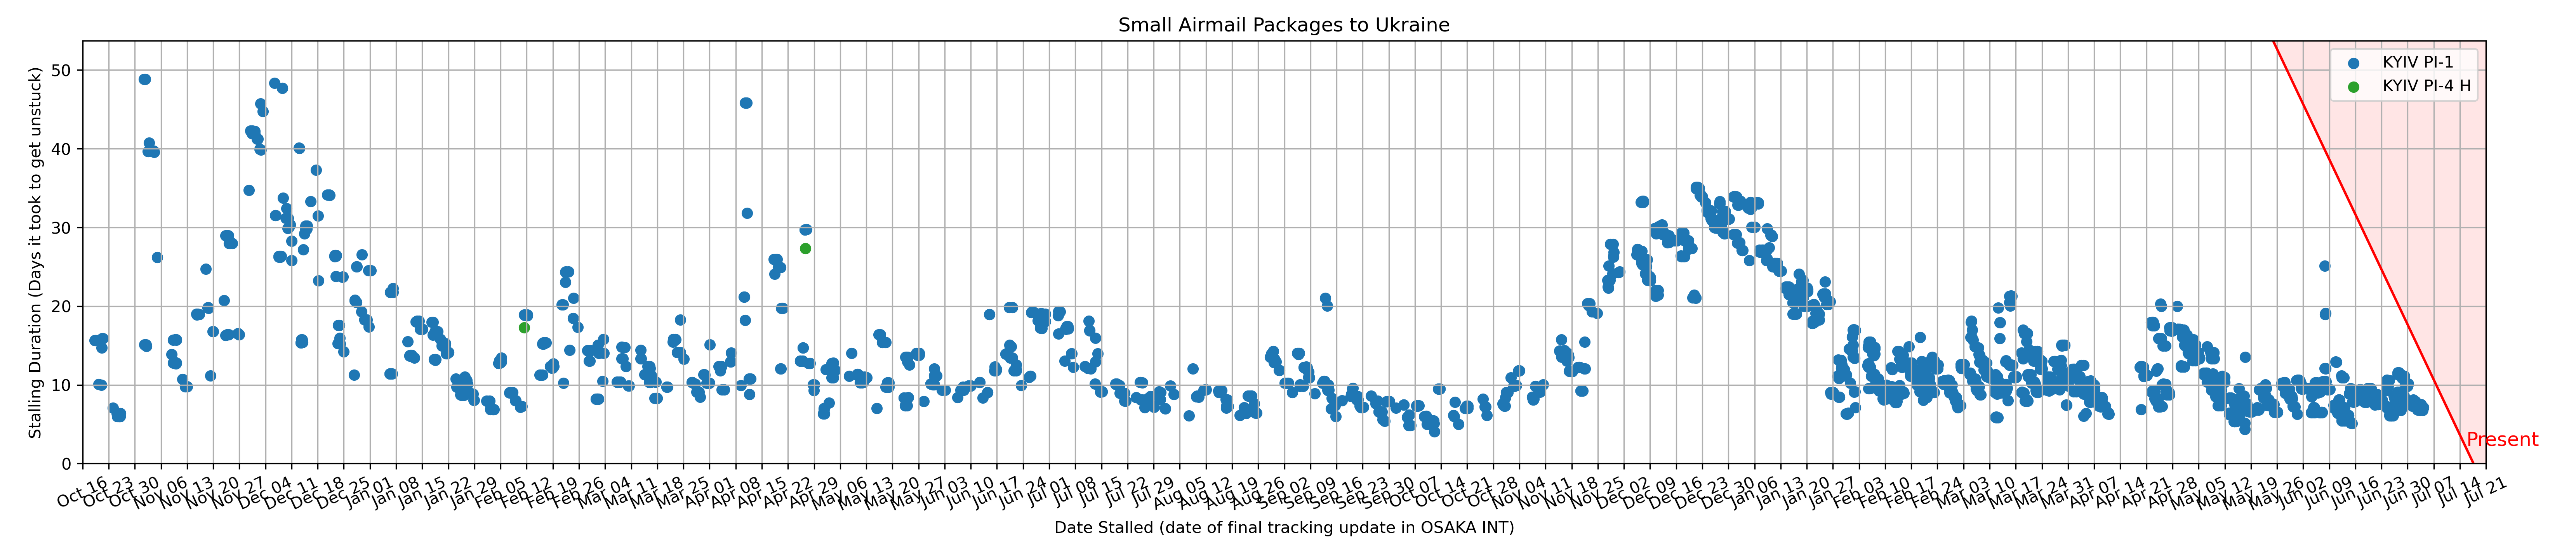 Small Airmail Packages to Ukraine
Stalling Duration (Days it took to get unstuck)
50
40
30
20
10
0
KYIV PI-1
KYIV PI-4 H
Present
Oct 16
Oct 23
Oct 30
Nov 06
Nov 13
Nov 20
Nov 27
Dec 04
Dec 11
Dec 18
Dec 25
Jan 01
Jan 08
Jan 15
Jan 22
Jan 29
Feb 05
Feb 12
Feb 19
Feb 26
Mar 04
Mar 11
Mar 18
Mar 25
Apr 01
Apr 08
Apr 15
Apr 22
Apr 29
May 06
May 13
May 20
May 27
Jun 03
Jun 10
Jun 17
Jun 24
Jul 01
Jul 08
Jul 15
Jul 22
Jul 29
Aug 05
Aug 12
Aug 19
Aug 26
Sep 02
Sep 09
Sep 16
Sep 23
Sep 30
Oct 07
Oct 14
Oct 21
Oct 28
Nov 04
Nov 11
Nov 18
Nov 25
Dec 02
Dec 09
Dec 16
Dec 23
Dec 30
Jan 06
Jan 13
Jan 20
Jan 27
Feb 03
Feb 10
Feb 17
Feb 24
Mar 03
Mar 10
Mar 17
Mar 24
Mar 31
Apr 07
Apr 14
Apr 21
Apr 28
May 05
May 12
May 19
May 26
Jun 02
Jun 09
Jun 16
Jun 23
Jun 30
Jul 07
Jul 14
Jul 21
Date Stalled (date of final tracking update in OSAKA INT)